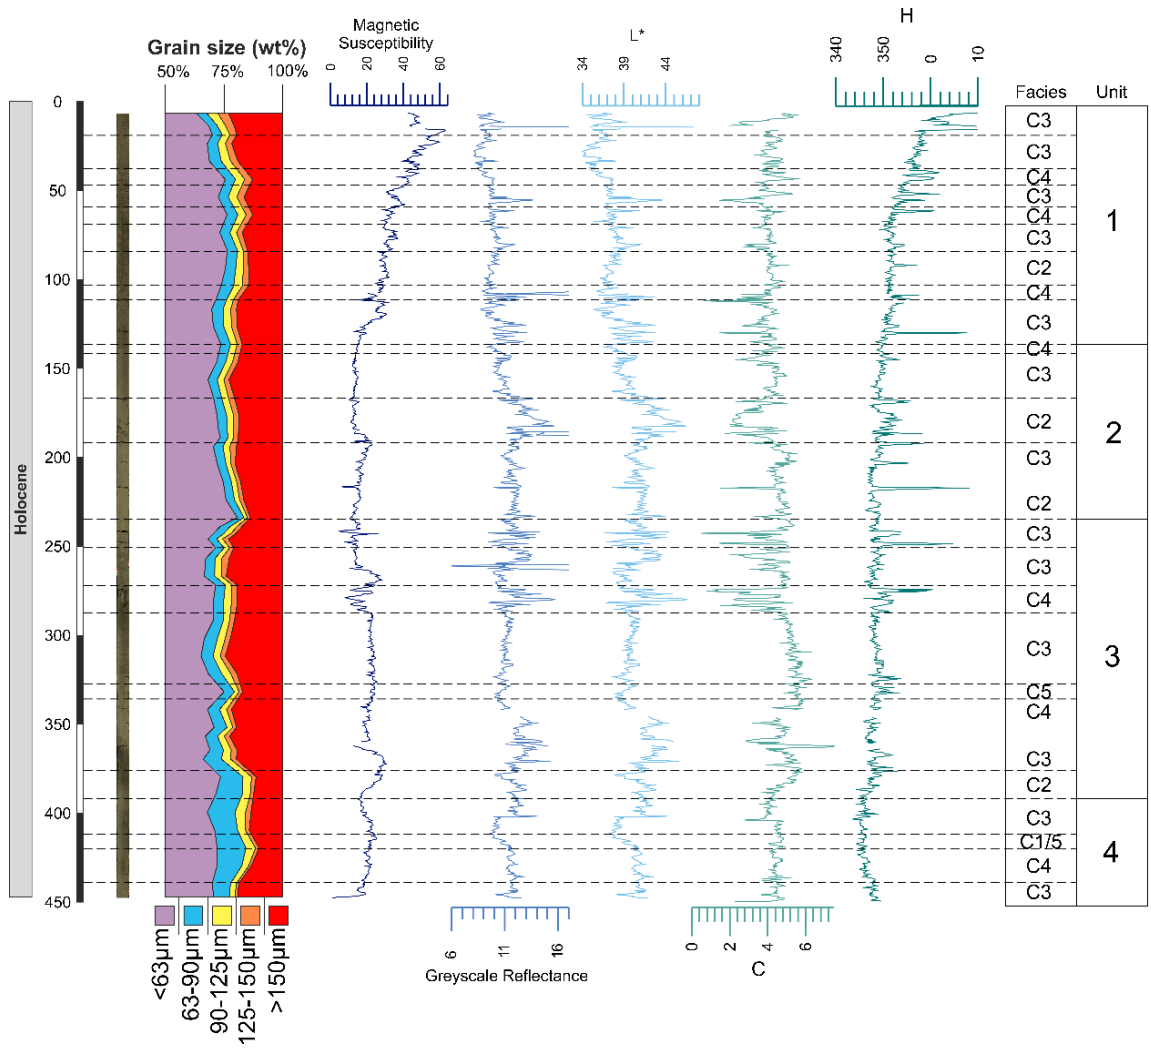 H
Magnetic
Susceptibility
L*
Grain size (wt%)
50% 75% 100%
0 20 40 60
34 39 44
340 350 0 10
Facies Unit
Holocene
0
50
100
150
200
250
300
350
400
450
C3
C3
C4
C3
C4
C3
C2
C4
C3
C4
C3
C2
C3
C2
C3
C3
C4
C3
C5
C4
C3
C2
C3
C1/5
C4
C3
1
2
3
4
<63µm
63-90µm
90-125µm
125-150µm
>150µm
6 11 16
Greyscale Reflectance
0 2 4 6
C